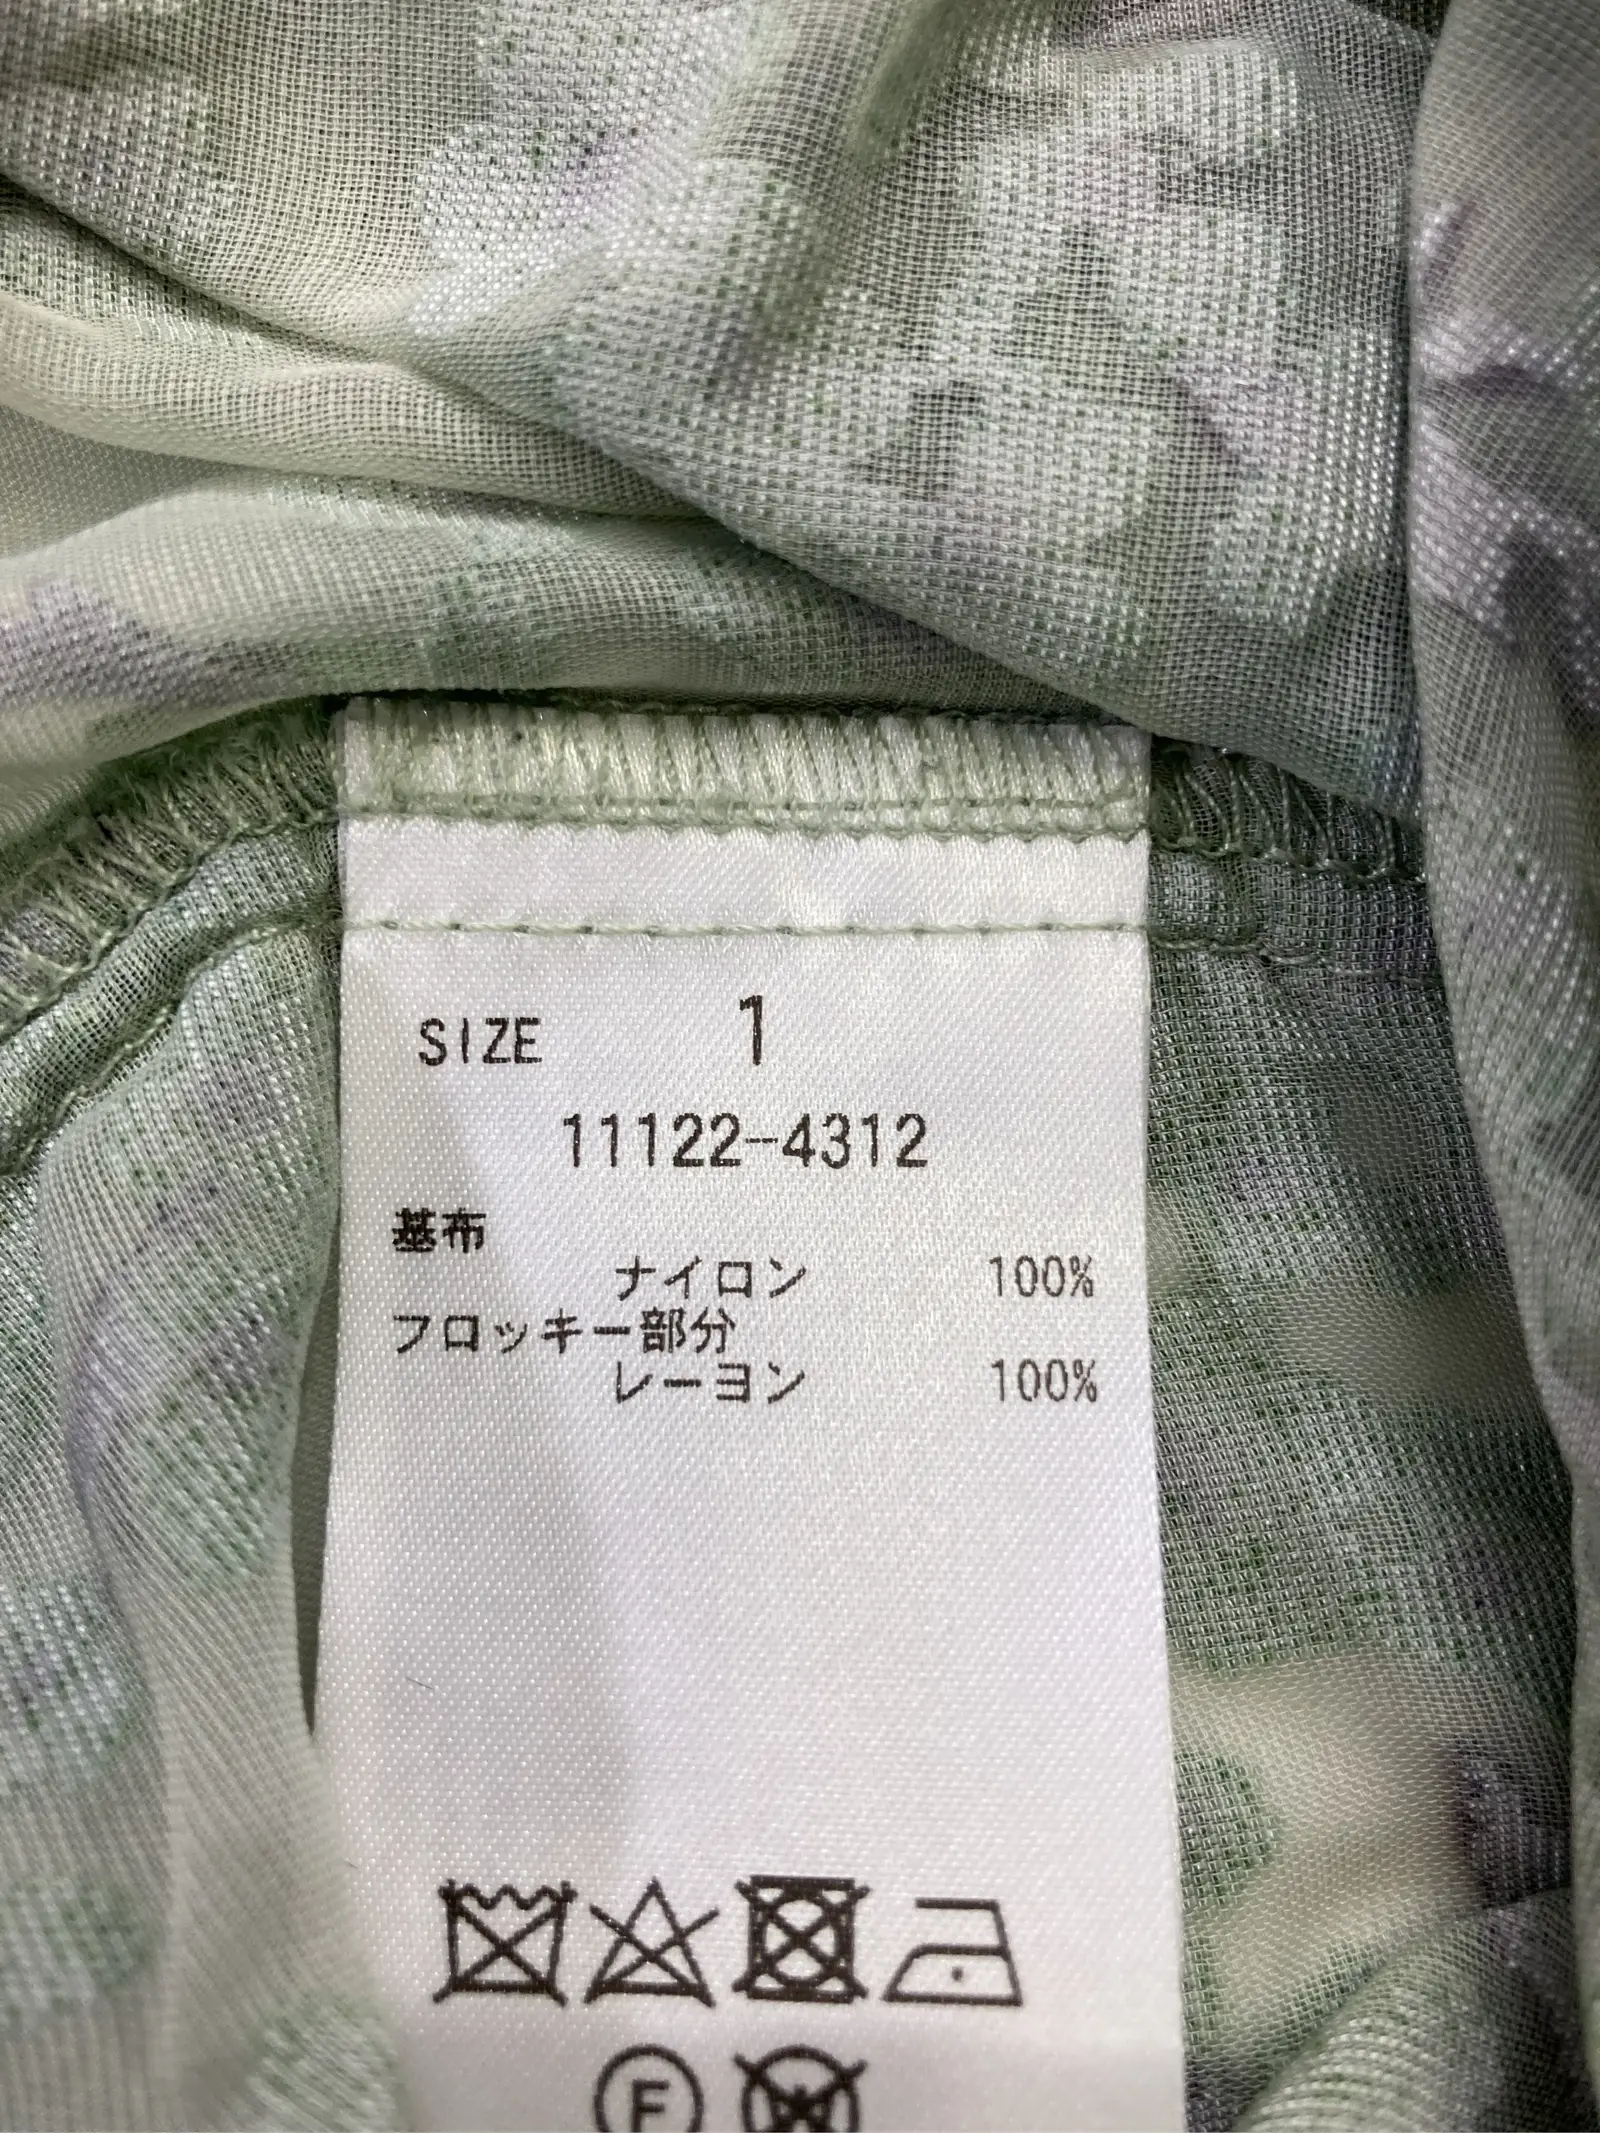 SIZE 1
11122-4312
基布
ナイロン 100%
フロッキー部分
レーヨン 100%
F W